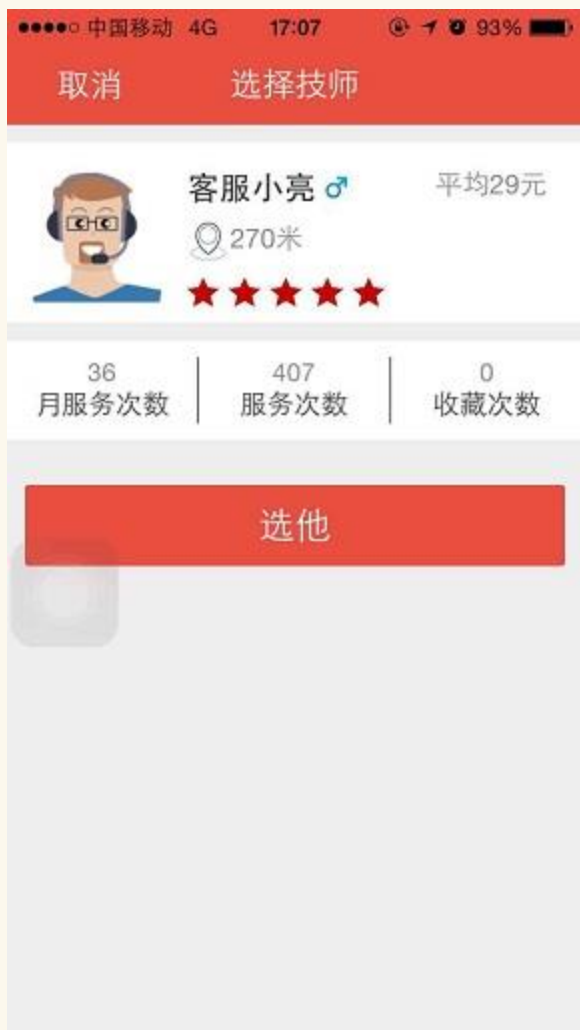 中国移动 4G 17:07 93%
取消 选择技师
客服小亮 平均29元
270米
36 407 0
月服务次数 服务次数 收藏次数
选他